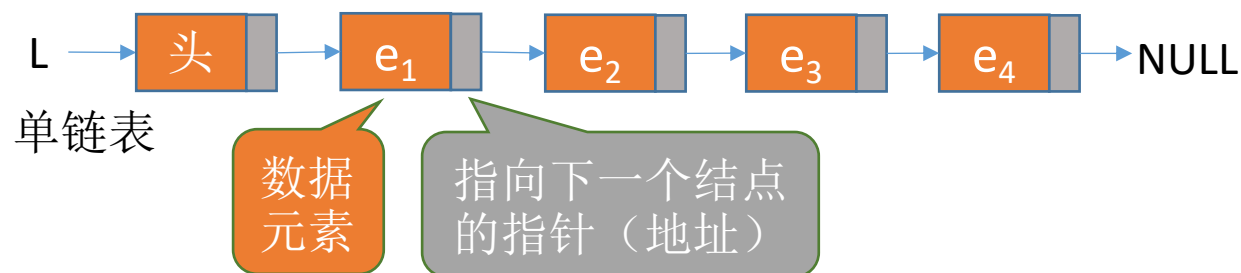 L 头 e₁ e₂ e₃ e₄ NULL
单链表
数据
元素
指向下一个结点
的指针（地址）